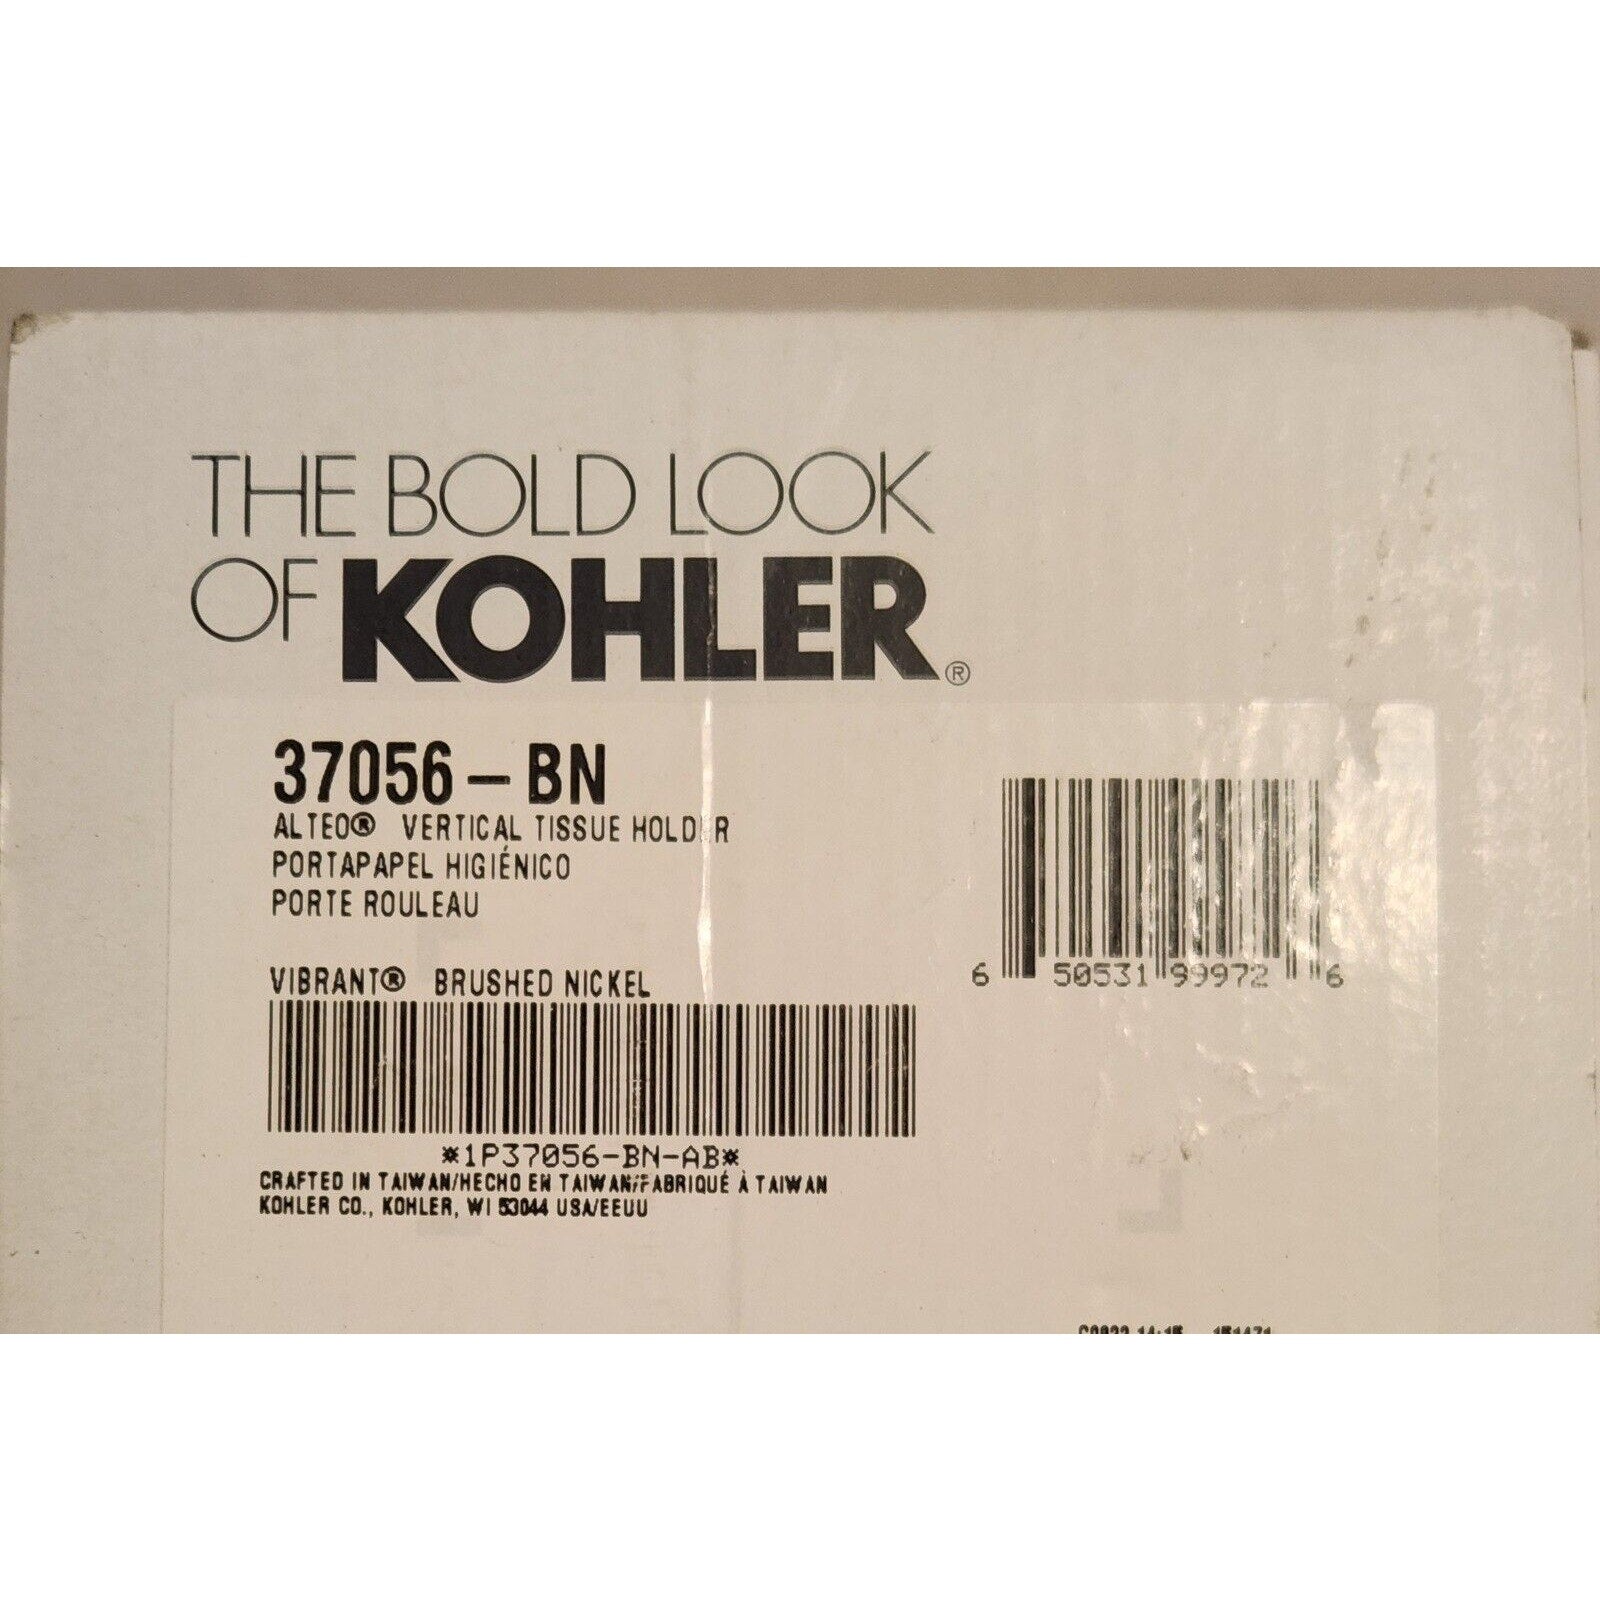 THE BOLD LOOK
OF KOHLER®
37056-BN
ALTEO® VERTICAL TISSUE HOLDER
PORTAPAPEL HIGIÉNICO
PORTE ROULEAU
VIBRANT® BRUSHED NICKEL
6 50531 99972 6
*1P37056-BN-AB*
CRAFTED IN TAIWAN/HECHO EN TAIWAN/FABRIQUÉ À TAIWAN
KOHLER CO., KOHLER, WI 53044 USA/EEUU